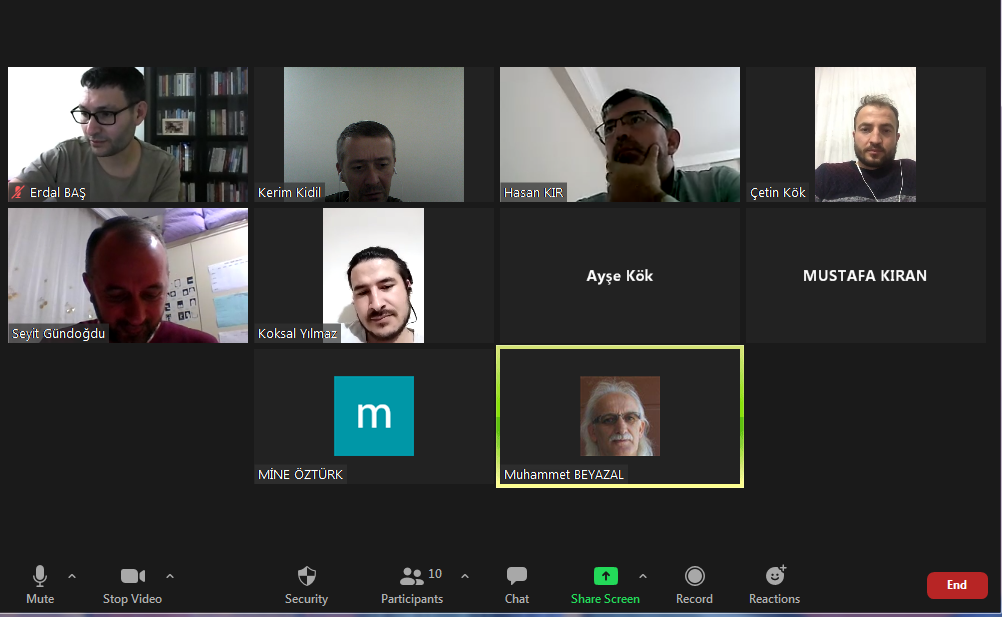 Erdal BAŞ
Kerim Kidil
Hasan KIR
Çetin Kök
Seyit Gündoğdu
Koksal Yılmaz
Ayşe Kök
MUSTAFA KIRAN
m
MİNE ÖZTÜRK
Muhammet BEYAZAL
Mute
Stop Video
Security
10
Participants
Chat
Share Screen
Record
Reactions
End